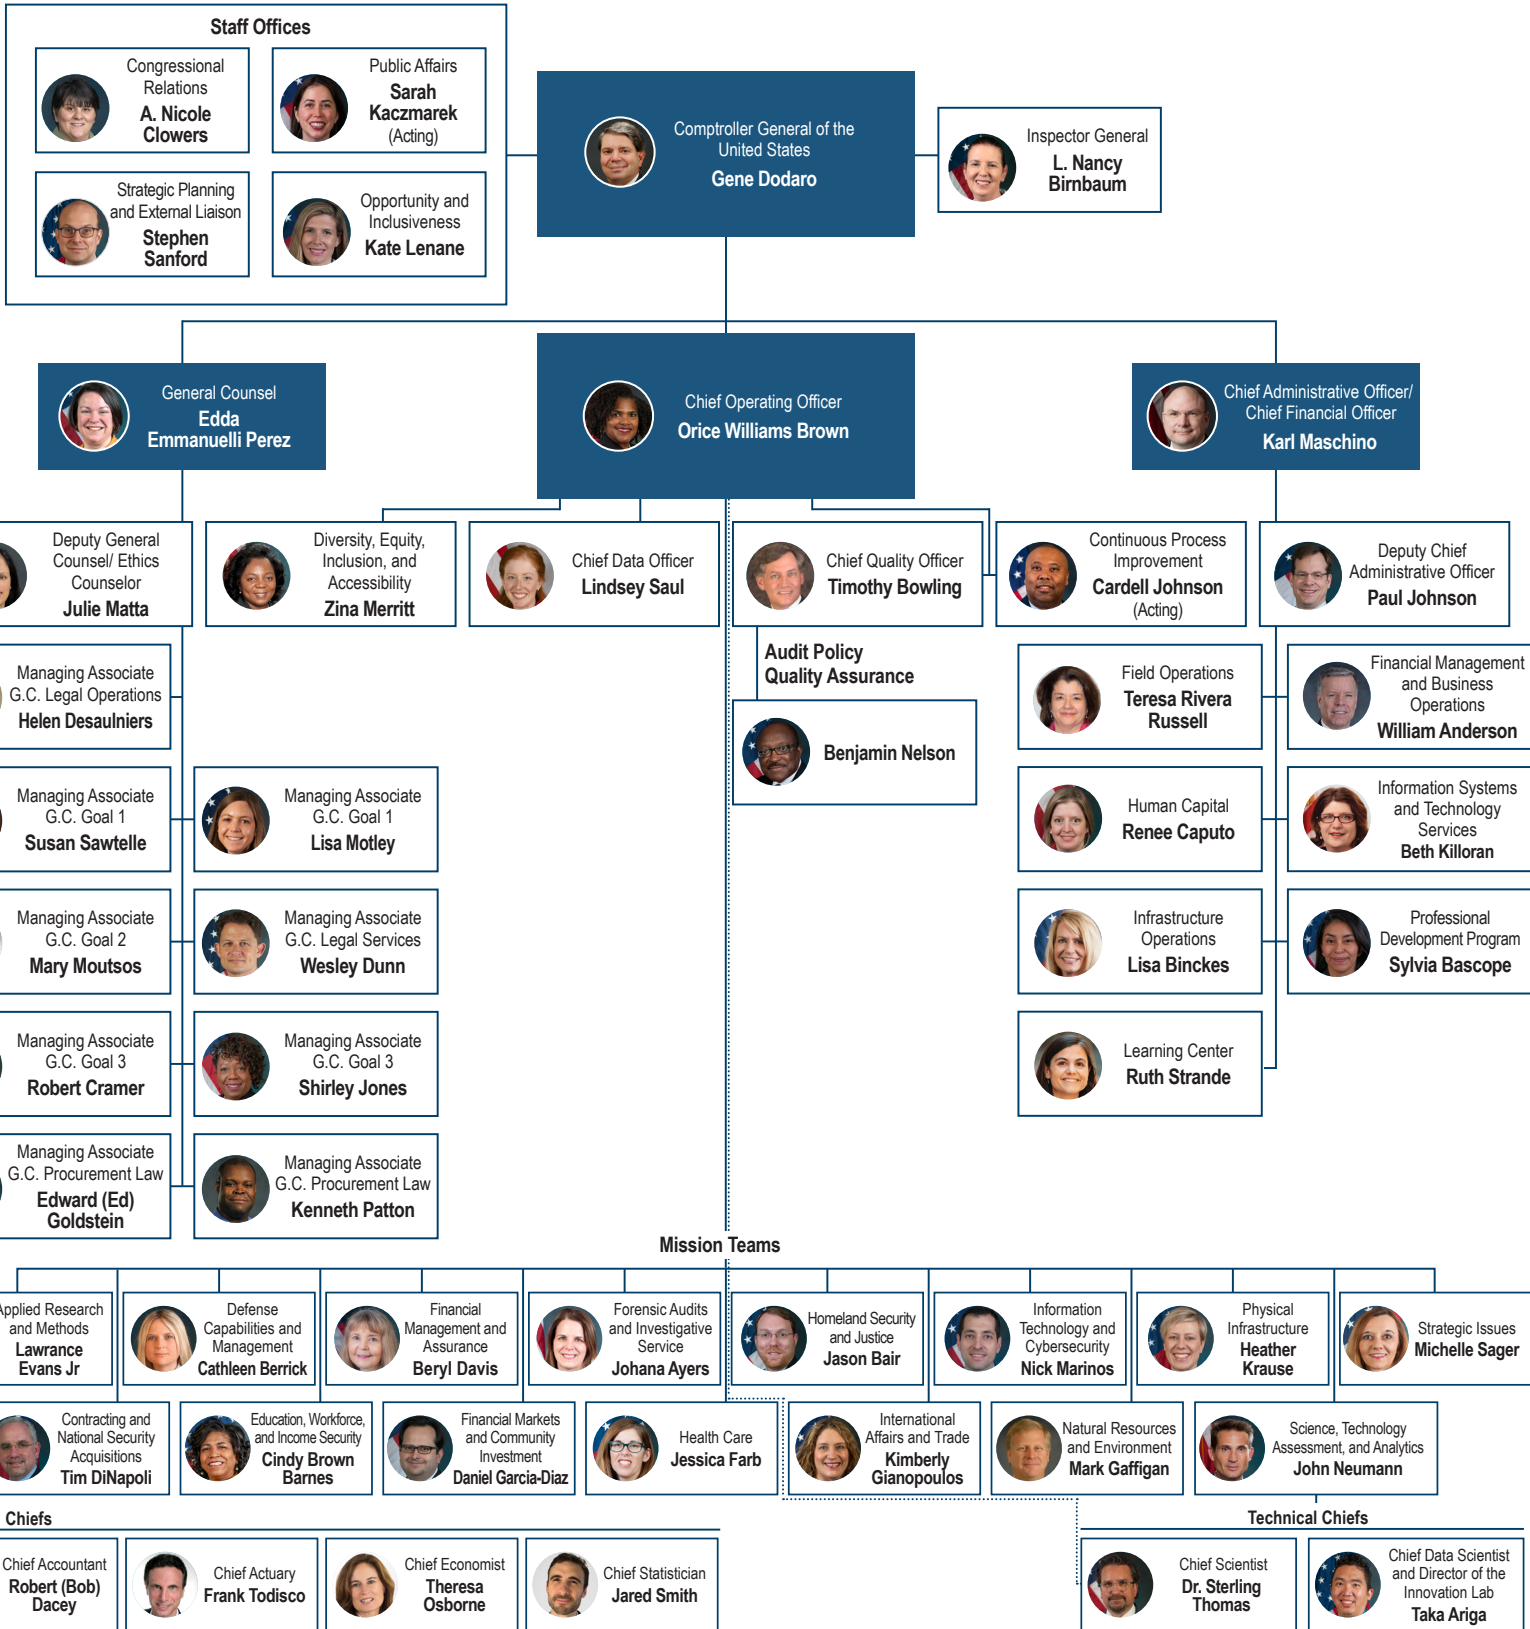 Staff Offices
Congressional
Relations
A. Nicole
Clowers
Public Affairs
Sarah
Kaczmarek
(Acting)
Strategic Planning
and External Liaison
Stephen
Sanford
Opportunity and
Inclusiveness
Kate Lenane
Comptroller General of the
United States
Gene Dodaro
Inspector General
L. Nancy
Birnbaum
General Counsel
Edda
Emmanuelli Perez
Chief Operating Officer
Orice Williams Brown
Chief Administrative Officer/
Chief Financial Officer
Karl Maschino
Deputy General
Counsel/ Ethics
Counselor
Julie Matta
Diversity, Equity,
Inclusion, and
Accessibility
Zina Merritt
Chief Data Officer
Lindsey Saul
Chief Quality Officer
Timothy Bowling
Continuous Process
Improvement
Cardell Johnson
(Acting)
Deputy Chief
Administrative Officer
Paul Johnson
Managing Associate
G.C. Legal Operations
Helen Desaulniers
Audit Policy
Quality Assurance
Benjamin Nelson
Field Operations
Teresa Rivera
Russell
Financial Management
and Business
Operations
William Anderson
Managing Associate
G.C. Goal 1
Susan Sawtelle
Managing Associate
G.C. Goal 1
Lisa Motley
Human Capital
Renee Caputo
Information Systems
and Technology
Services
Beth Killoran
Managing Associate
G.C. Goal 2
Mary Moutsos
Managing Associate
G.C. Legal Services
Wesley Dunn
Infrastructure
Operations
Lisa Binckes
Professional
Development Program
Sylvia Bascope
Managing Associate
G.C. Goal 3
Robert Cramer
Managing Associate
G.C. Goal 3
Shirley Jones
Learning Center
Ruth Strande
Managing Associate
G.C. Procurement Law
Edward (Ed)
Goldstein
Managing Associate
G.C. Procurement Law
Kenneth Patton
Mission Teams
Applied Research
and Methods
Lawrance
Evans Jr
Defense
Capabilities and
Management
Cathleen Berrick
Financial
Management and
Assurance
Beryl Davis
Forensic Audits
and Investigative
Service
Johana Ayers
Homeland Security
and Justice
Jason Bair
Information
Technology and
Cybersecurity
Nick Marinos
Physical
Infrastructure
Heather
Krause
Strategic Issues
Michelle Sager
Contracting and
National Security
Acquisitions
Tim DiNapoli
Education, Workforce,
and Income Security
Cindy Brown
Barnes
Financial Markets
and Community
Investment
Daniel Garcia-Diaz
Health Care
Jessica Farb
International
Affairs and Trade
Kimberly
Gianopoulos
Natural Resources
and Environment
Mark Gaffigan
Science, Technology
Assessment, and Analytics
John Neumann
Chiefs
Chief Accountant
Robert (Bob)
Dacey
Chief Actuary
Frank Todisco
Chief Economist
Theresa
Osborne
Chief Statistician
Jared Smith
Technical Chiefs
Chief Scientist
Dr. Sterling
Thomas
Chief Data Scientist
and Director of the
Innovation Lab
Taka Ariga